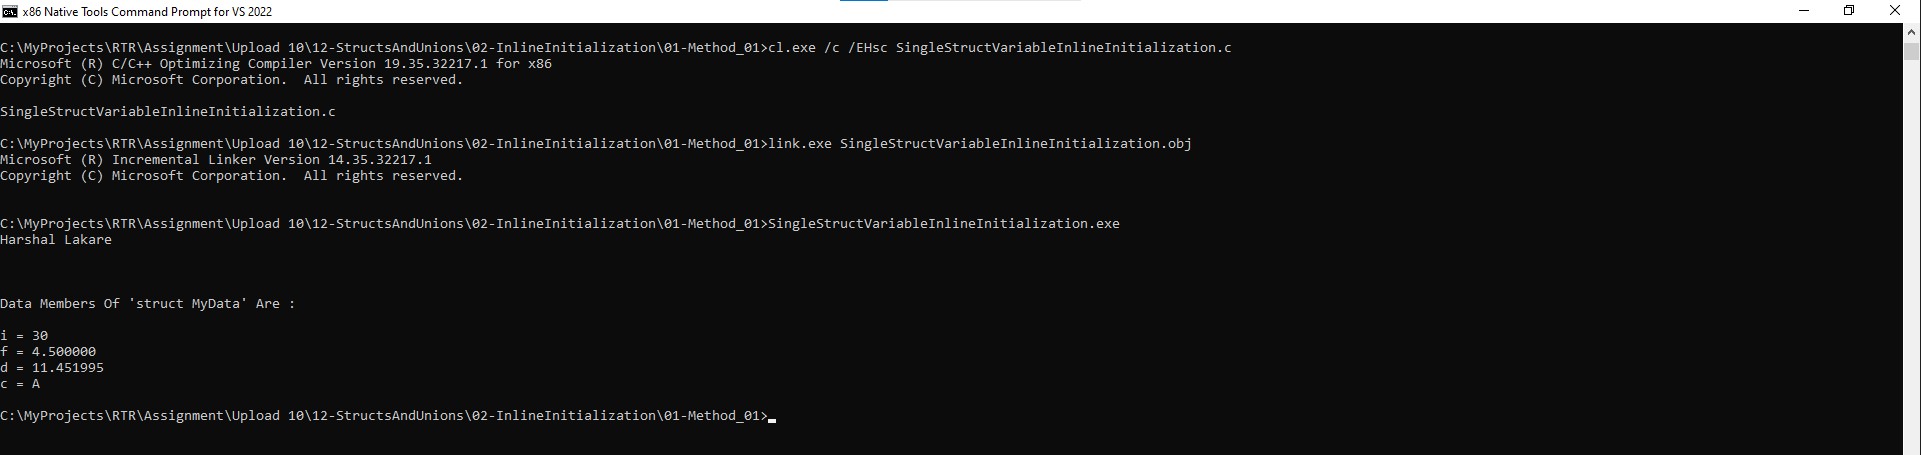 x86 Native Tools Command Prompt for VS 2022
C:\MyProjects\RTR\Assignment\Upload 10\12-StructsAndUnions\02-InlineInitialization\01-Method_01>cl.exe /c /EHsc SingleStructVariableInlineInitialization.c
Microsoft (R) C/C++ Optimizing Compiler Version 19.35.32217.1 for x86
Copyright (C) Microsoft Corporation.  All rights reserved.
SingleStructVariableInlineInitialization.c
C:\MyProjects\RTR\Assignment\Upload 10\12-StructsAndUnions\02-InlineInitialization\01-Method_01>link.exe SingleStructVariableInlineInitialization.obj
Microsoft (R) Incremental Linker Version 14.35.32217.1
Copyright (C) Microsoft Corporation.  All rights reserved.
C:\MyProjects\RTR\Assignment\Upload 10\12-StructsAndUnions\02-InlineInitialization\01-Method_01>SingleStructVariableInlineInitialization.exe
Harshal Lakare
Data Members Of 'struct MyData' Are :
i = 30
f = 4.500000
d = 11.451995
c = A
C:\MyProjects\RTR\Assignment\Upload 10\12-StructsAndUnions\02-InlineInitialization\01-Method_01>